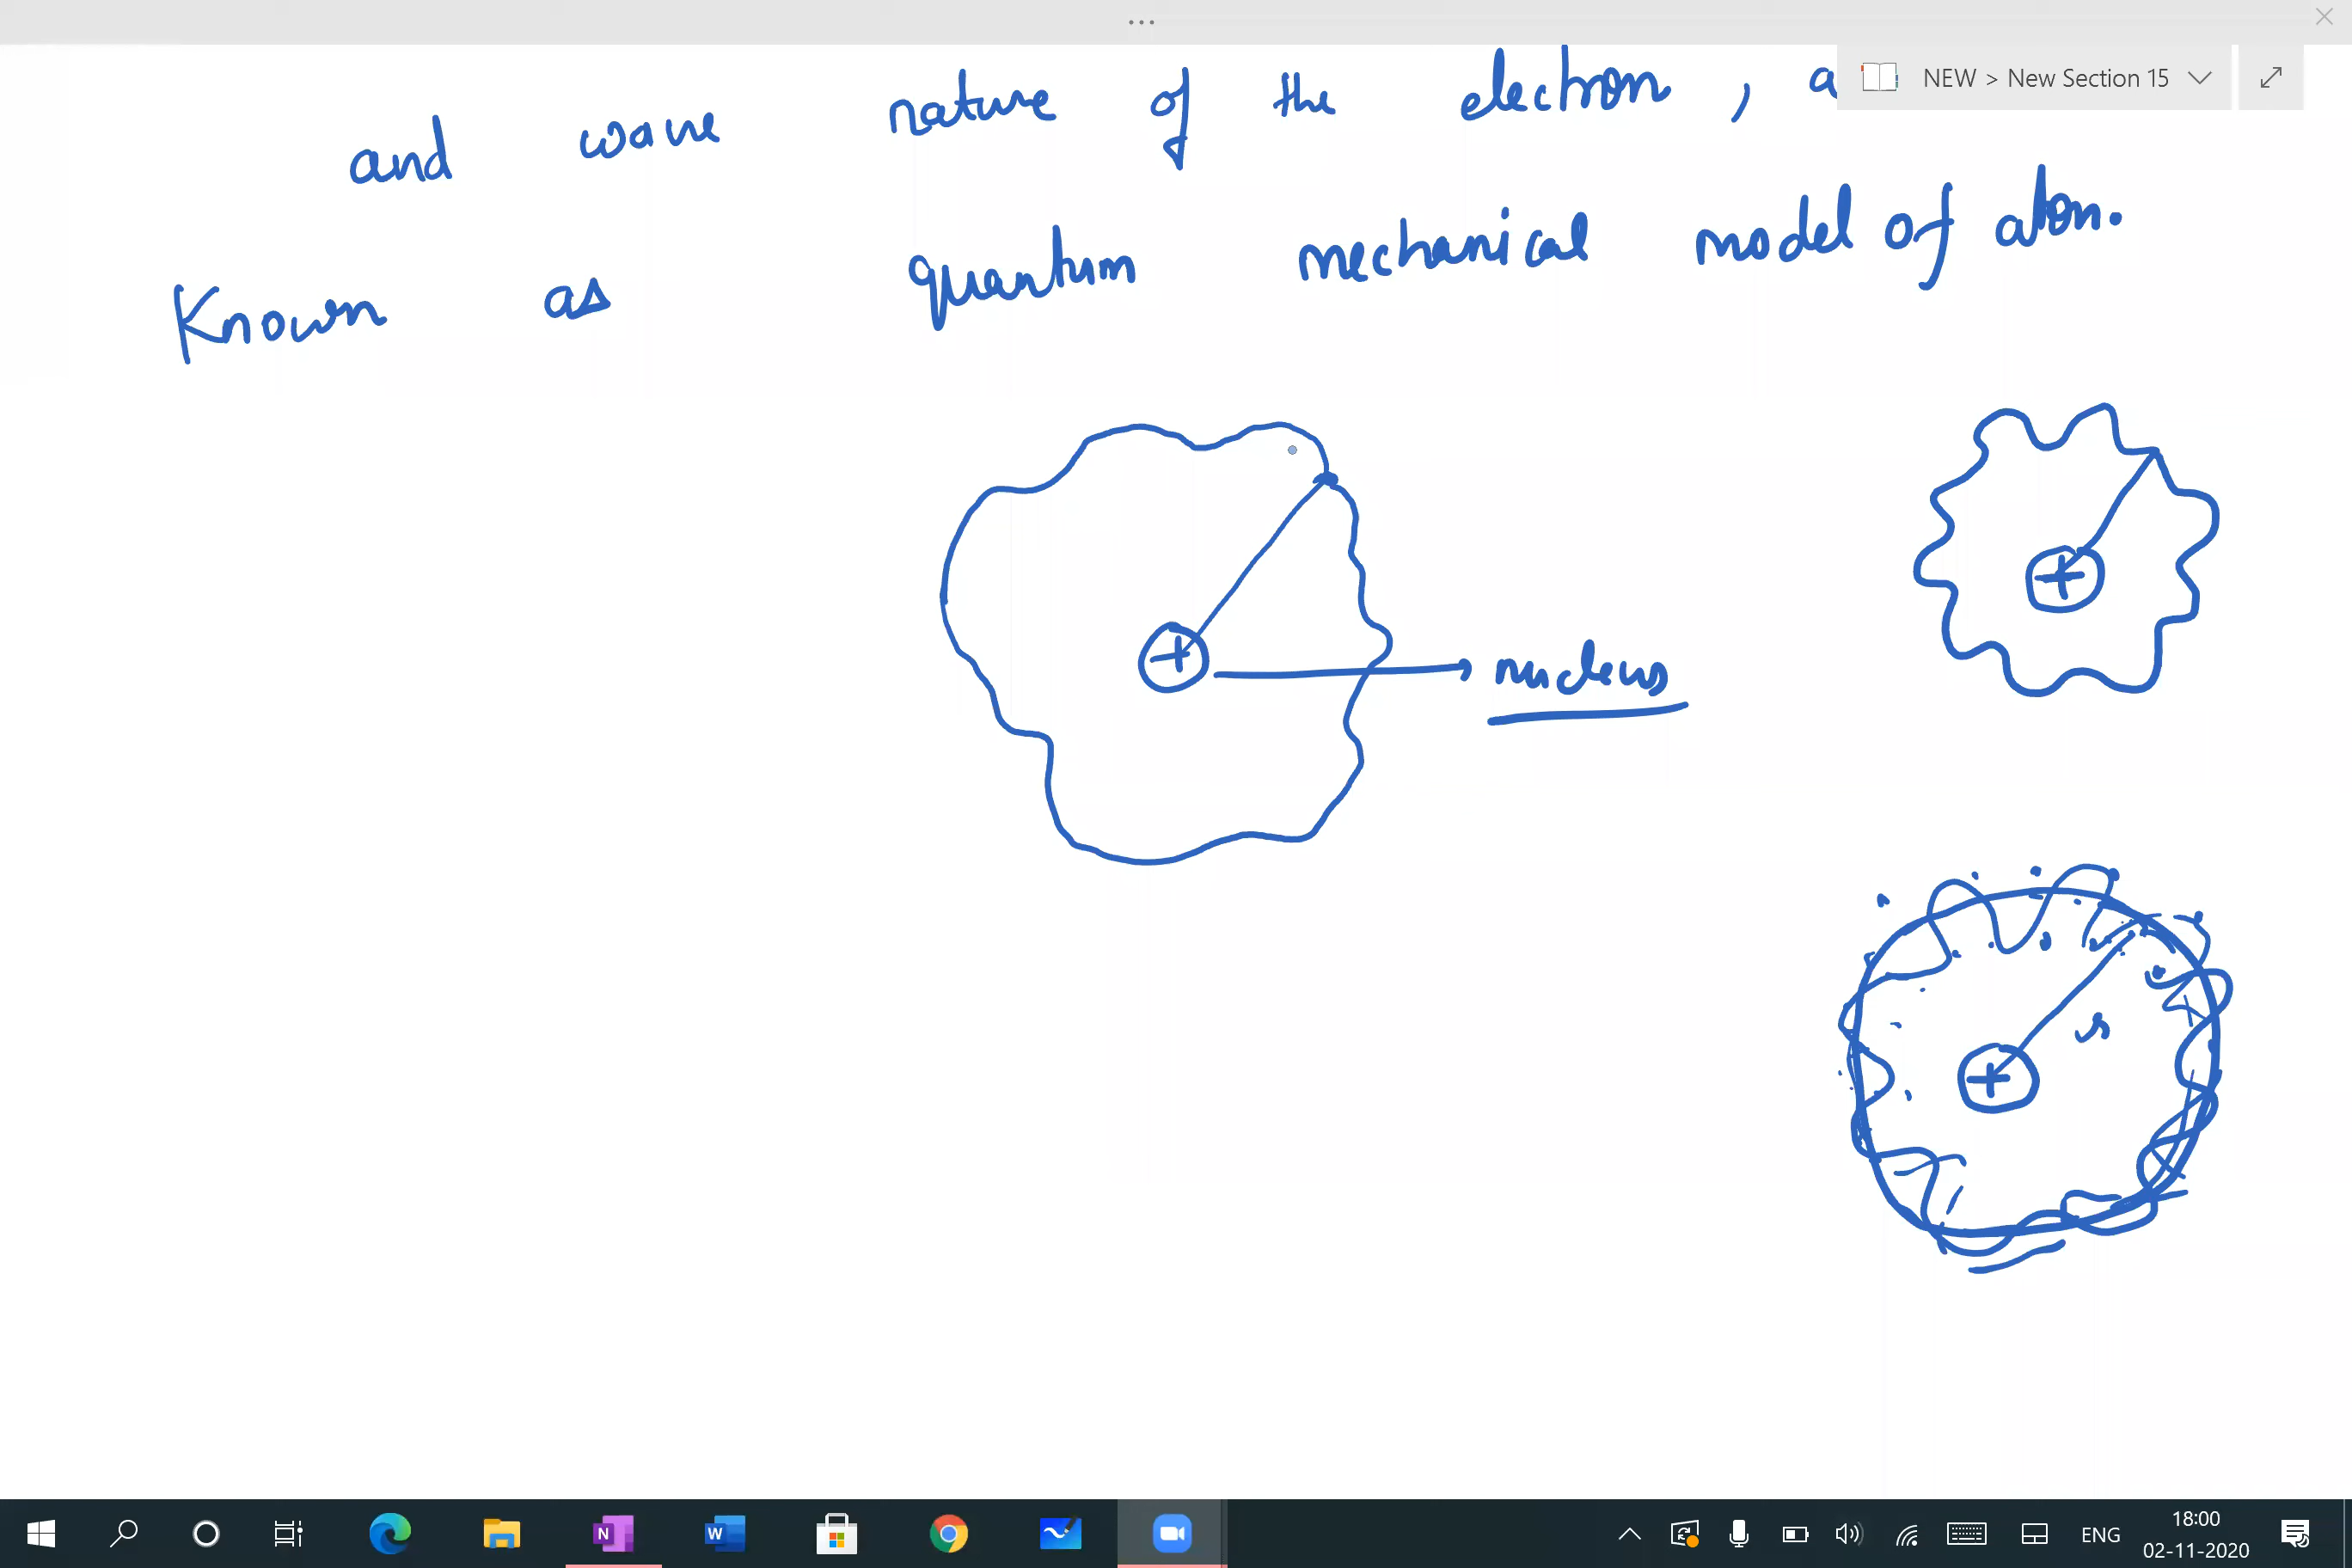 NEW > New Section 15
and wave nature of the electron, a
Known as quantum mechanical model of atom.
+
+
nucleus
+
r
N
W
ENG
18:00
02-11-2020